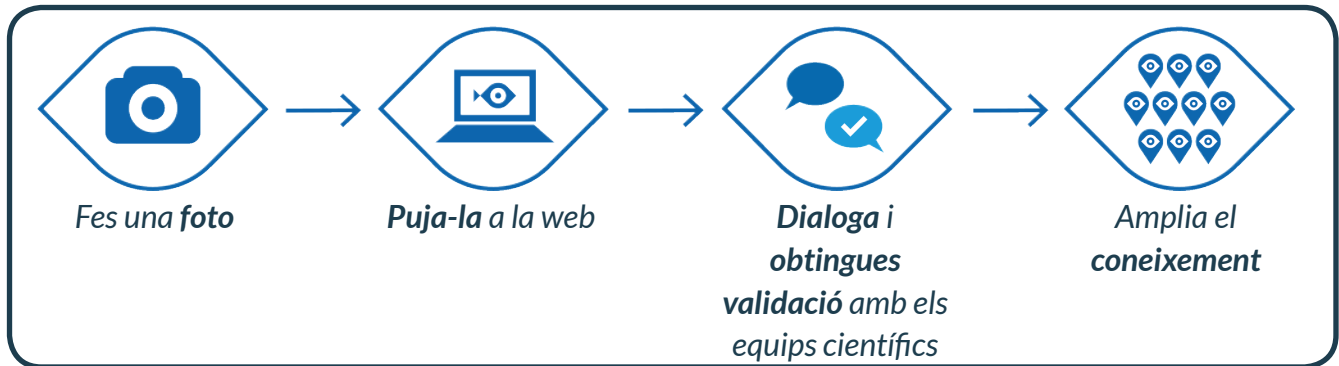 Fes una foto
Puja-la a la web
Dialoga i
obtingues
validació amb els
equips científics
Amplia el
coneixement